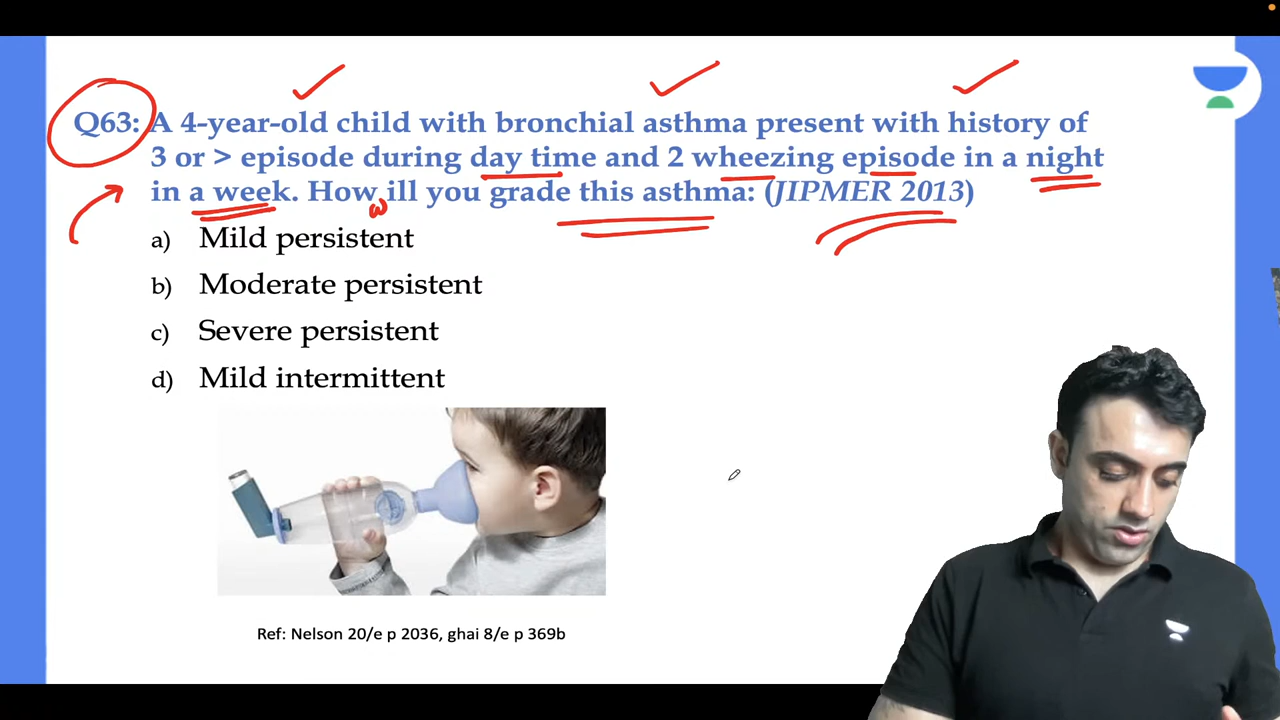 Q63: A 4-year-old child with bronchial asthma present with history of
3 or > episode during day time and 2 wheezing episode in a night
in a week. How ill you grade this asthma: (JIPMER 2013)
w
a) Mild persistent
b) Moderate persistent
c) Severe persistent
d) Mild intermittent
Ref: Nelson 20/e p 2036, ghai 8/e p 369b